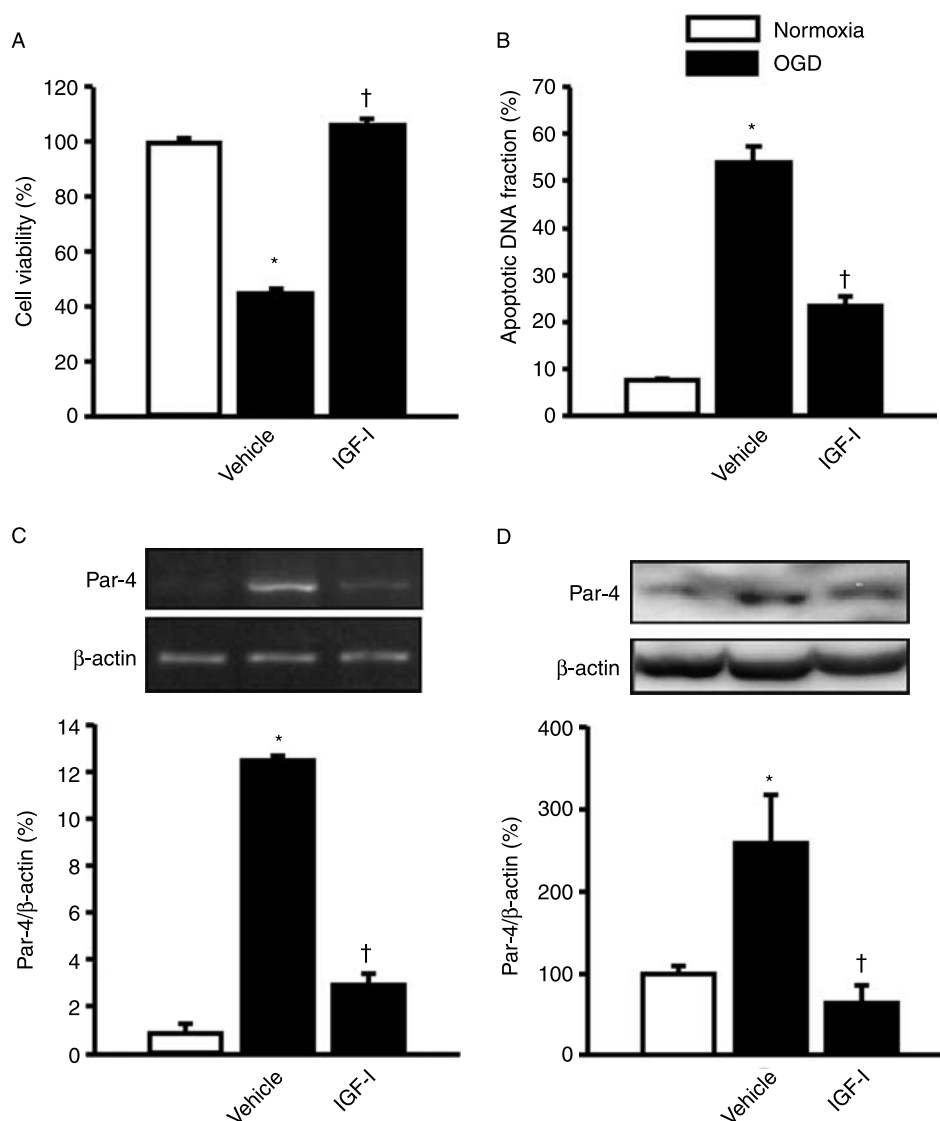 Normoxia
OGD
A
Cell viability (%)
120
100
80
60
40
20
0
*
†
Vehicle
IGF-I
B
Apoptotic DNA fraction (%)
70
60
50
40
30
20
10
0
*
†
Vehicle
IGF-I
C
Par-4
β-actin
Par-4/β-actin (%)
14
12
10
8
6
4
2
0
*
†
Vehicle
IGF-I
D
Par-4
β-actin
Par-4/β-actin (%)
400
300
200
100
0
*
†
Vehicle
IGF-I